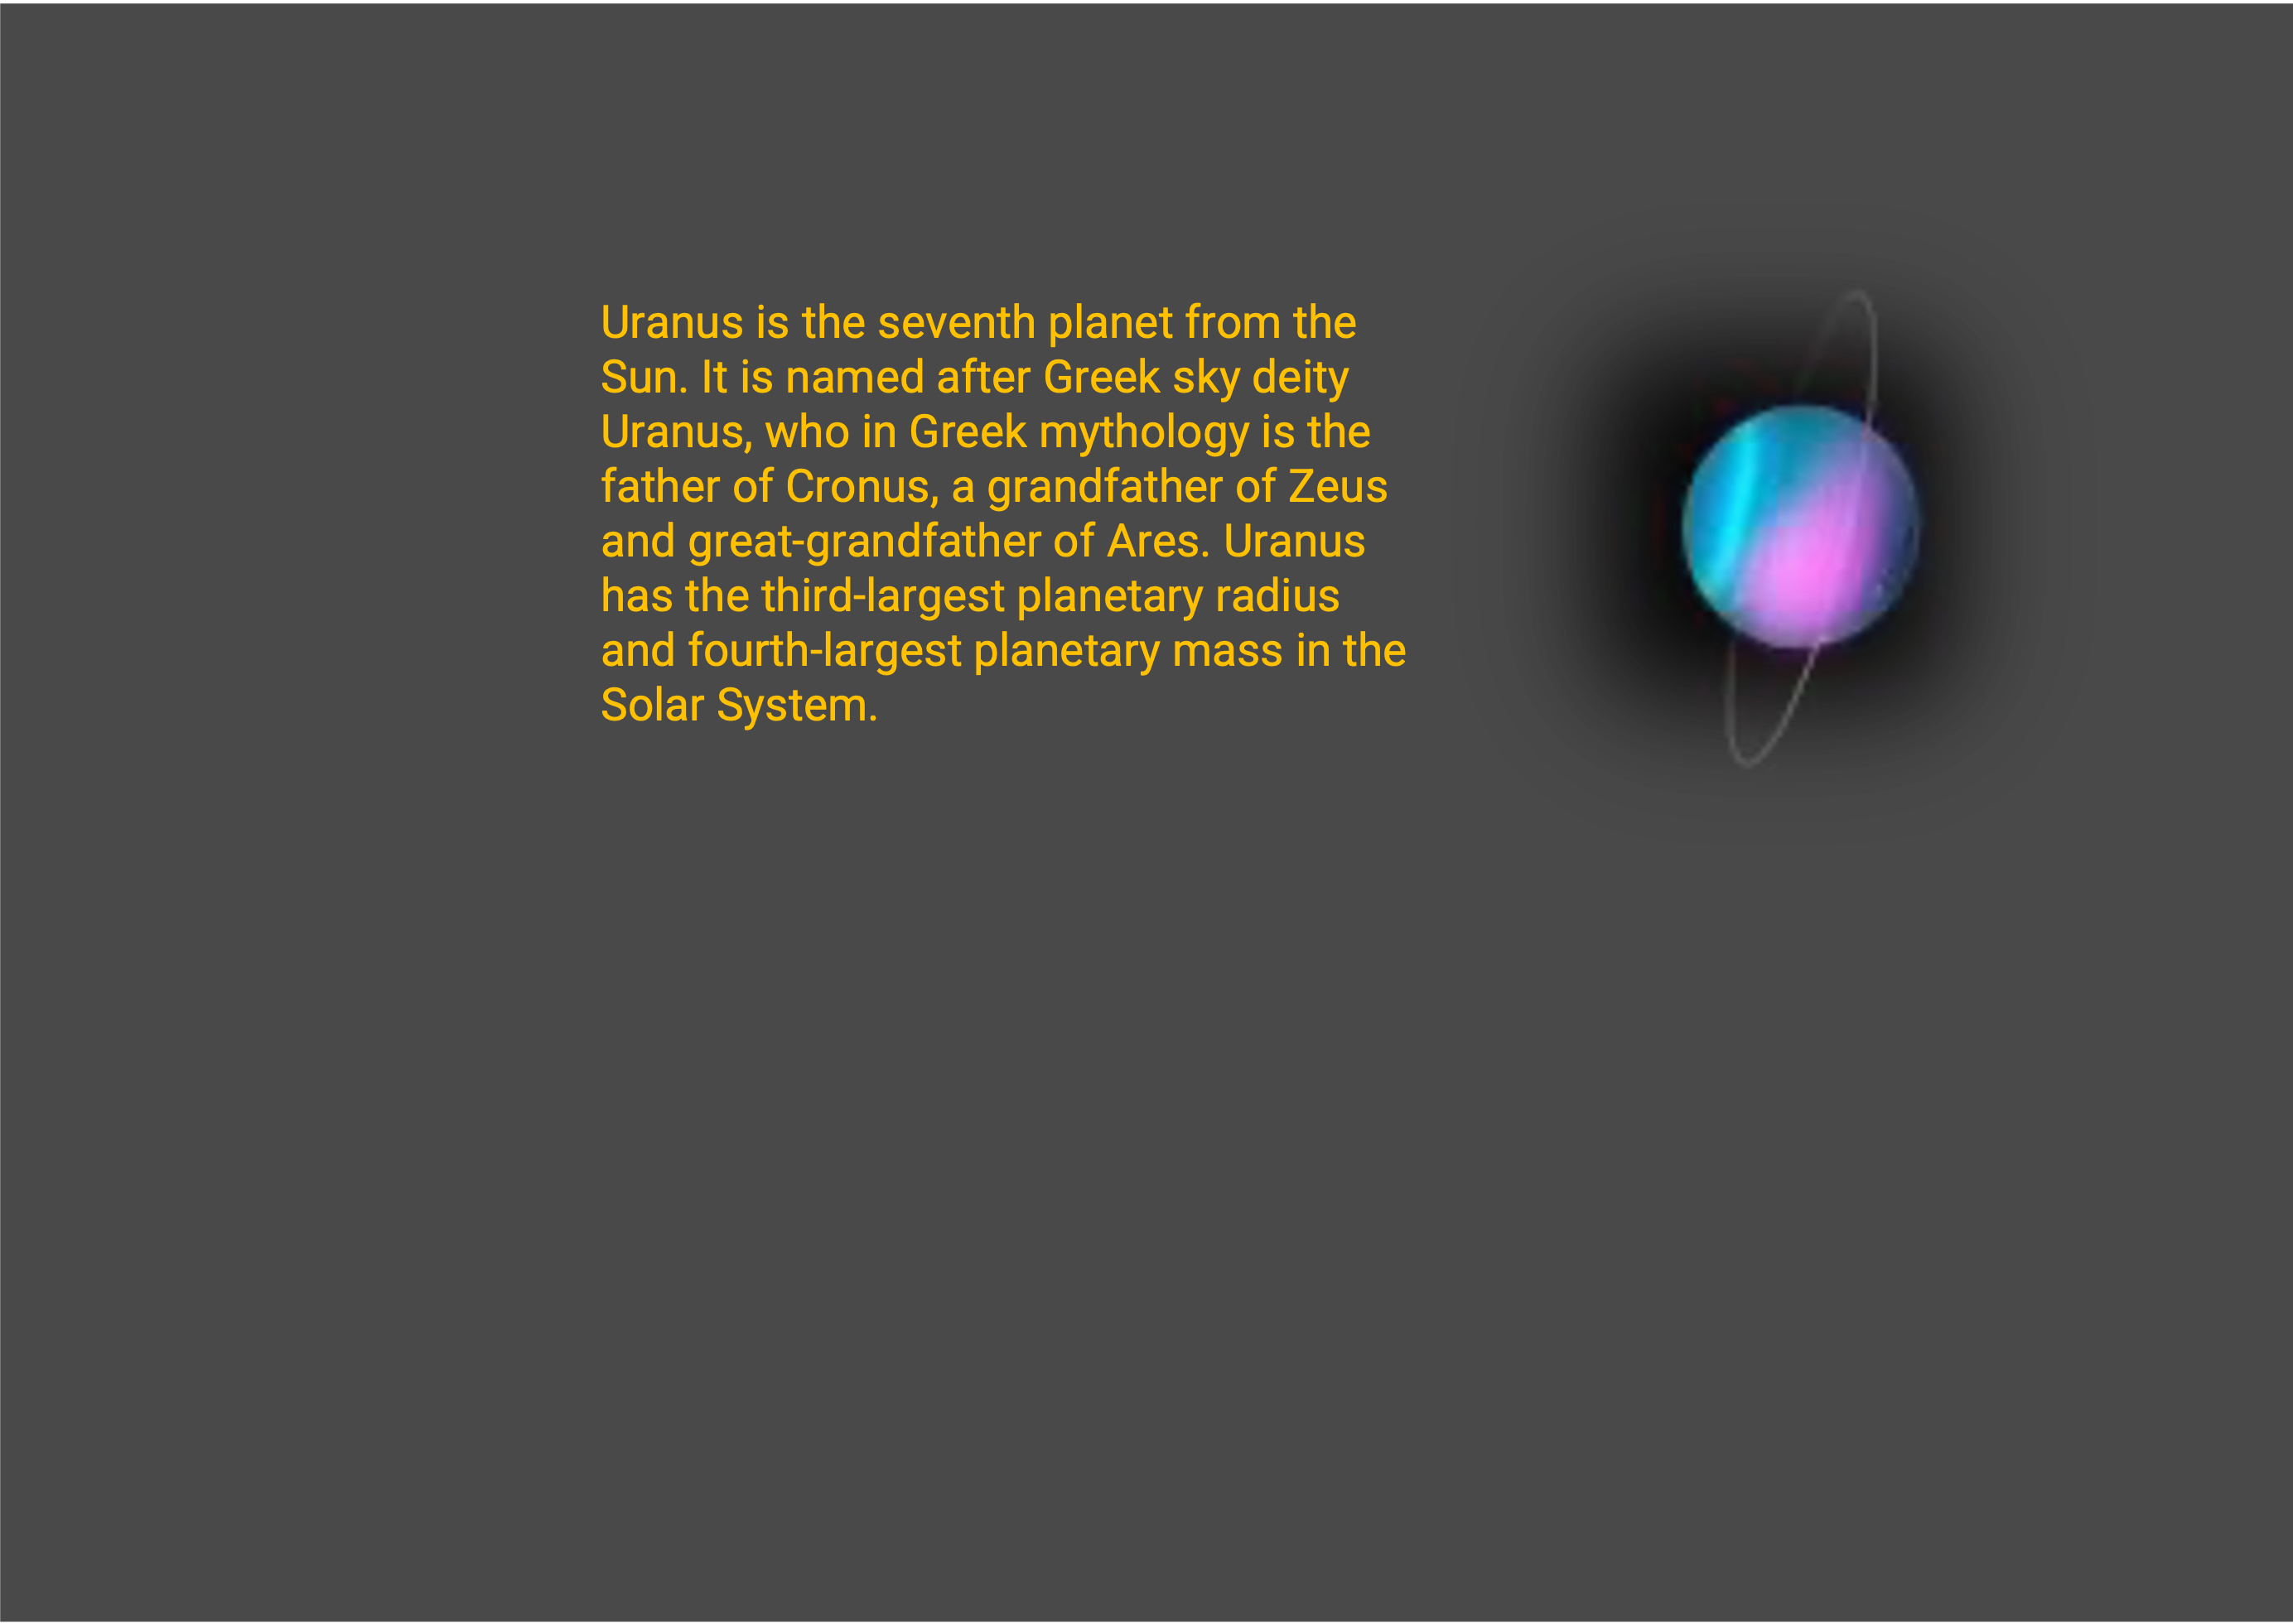 Uranus is the seventh planet from the
Sun. It is named after Greek sky deity
Uranus, who in Greek mythology is the
father of Cronus, a grandfather of Zeus
and great-grandfather of Ares. Uranus
has the third-largest planetary radius
and fourth-largest planetary mass in the
Solar System.